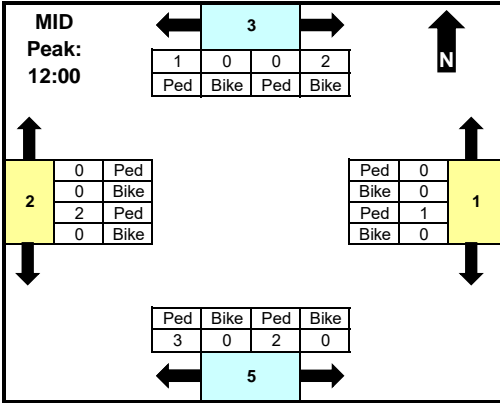 MID
Peak:
12:00
3
1 0 0 2
Ped Bike Ped Bike
N
2
0 Ped
0 Bike
2 Ped
0 Bike
Ped 0
Bike 0
Ped 1
Bike 0
1
Ped Bike Ped Bike
3 0 2 0
5